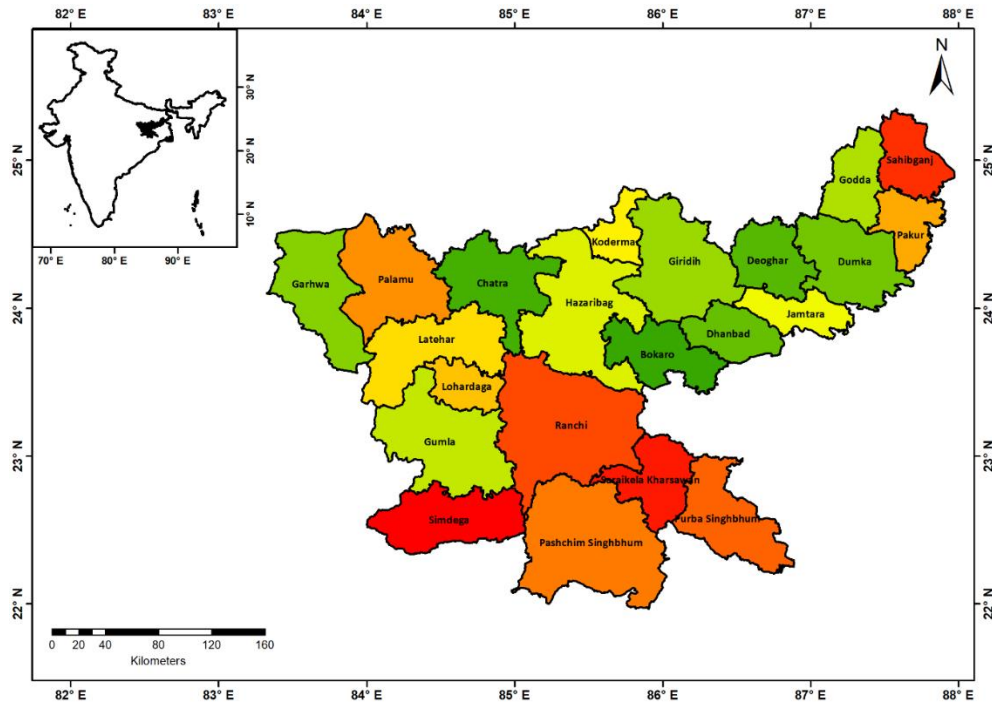 82° E 83° E 84° E 85° E 86° E 87° E 88° E
30° N
20° N
10° N
70° E 80° E 90° E
N
25° N
24° N
23° N
22° N
25° N
24° N
23° N
22° N
Sahibganj
Godda
Pakur
Koderma
Giridih
Deoghar
Dumka
Palamu
Chatra
Garhwa
Hazaribag
Jamtara
Dhanbad
Latehar
Bokaro
Lohardaga
Ranchi
Gumla
Saraikela Kharsawan
Simdega
Purba Singhbhum
Pashchim Singhbhum
0 20 40 80 120 160
Kilometers
82° E 83° E 84° E 85° E 86° E 87° E 88° E